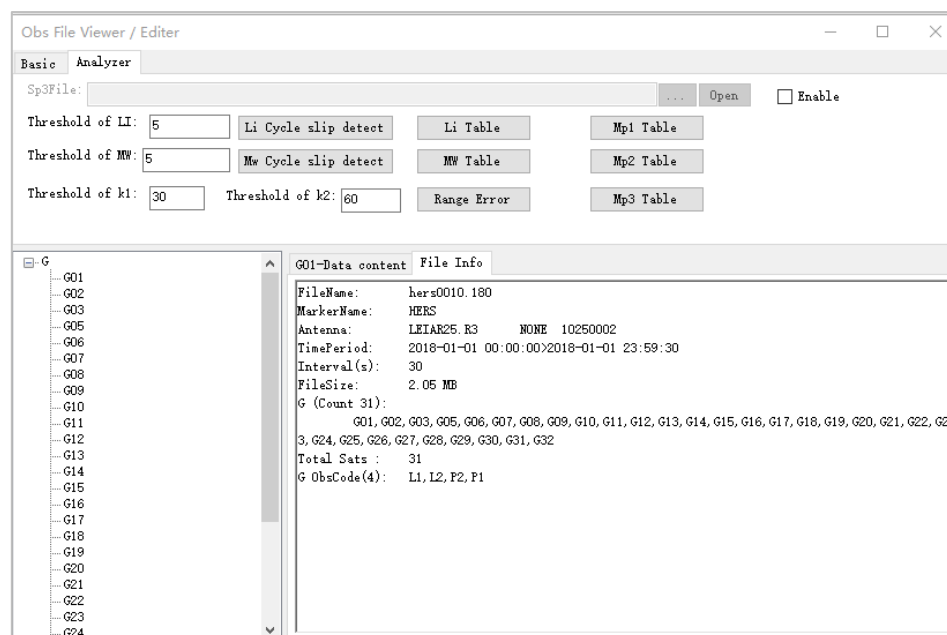 Obs File Viewer / Editer
Basic Analyzer
Sp3File: ... Open Enable
Threshold of LI: 5 Li Cycle slip detect Li Table Mp1 Table
Threshold of MW: 5 Mw Cycle slip detect MW Table Mp2 Table
Threshold of k1: 30 Threshold of k2: 60 Range Error Mp3 Table
G
G01
G02
G03
G05
G06
G07
G08
G09
G10
G11
G12
G13
G14
G15
G16
G17
G18
G19
G20
G21
G22
G23
G24
G01-Data content File Info
FileName: hers0010.180
MarkerName: HERS
Antenna: LEIAR25.R3 NONE 10250002
TimePeriod: 2018-01-01 00:00:00>2018-01-01 23:59:30
Interval(s): 30
FileSize: 2.05 MB
G (Count 31):
G01, G02, G03, G05, G06, G07, G08, G09, G10, G11, G12, G13, G14, G15, G16, G17, G18, G19, G20, G21, G22, G2
3, G24, G25, G26, G27, G28, G29, G30, G31, G32
Total Sats : 31
G ObsCode(4): L1, L2, P2, P1